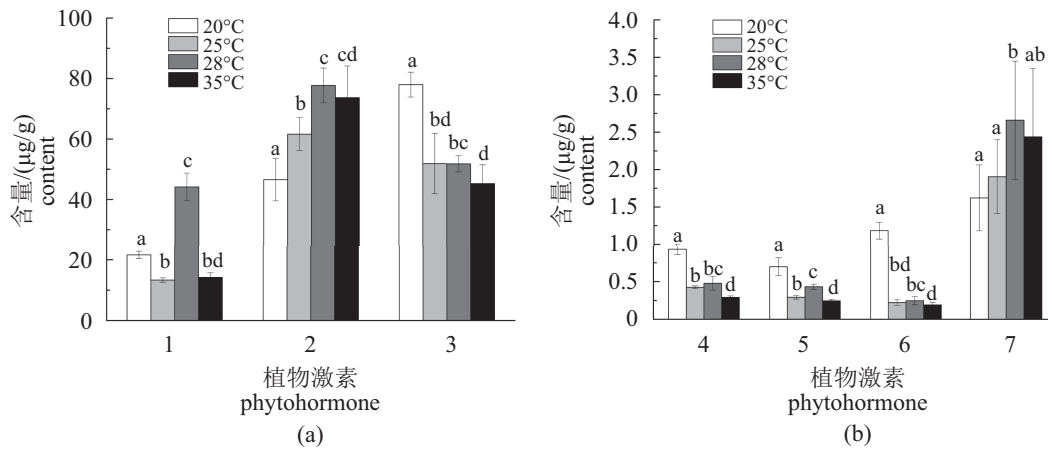 100
80
60
40
20
0
含量/(μg/g)
content
20°C
25°C
28°C
35°C
a
b
c
bd
a
b
c
cd
a
bd
bc
d
1
2
3
植物激素
phytohormone
(a)
4.0
3.5
3.0
2.5
2.0
1.5
1.0
0.5
0
含量/(μg/g)
content
20°C
25°C
28°C
35°C
a
b
bc
d
a
b
c
d
a
bd
bc
d
a
a
b
ab
4
5
6
7
植物激素
phytohormone
(b)